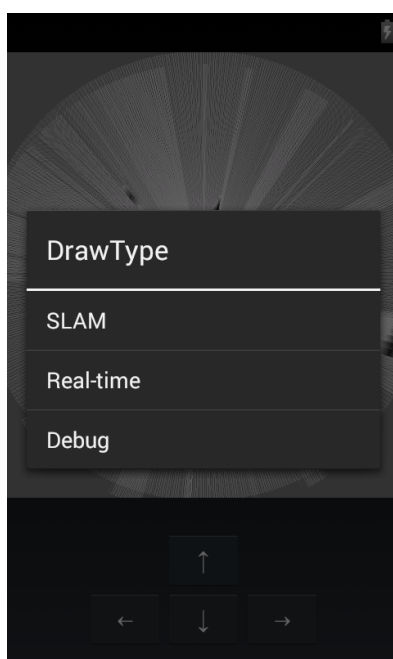 DrawType
SLAM
Real-time
Debug
↑
← ↓ →